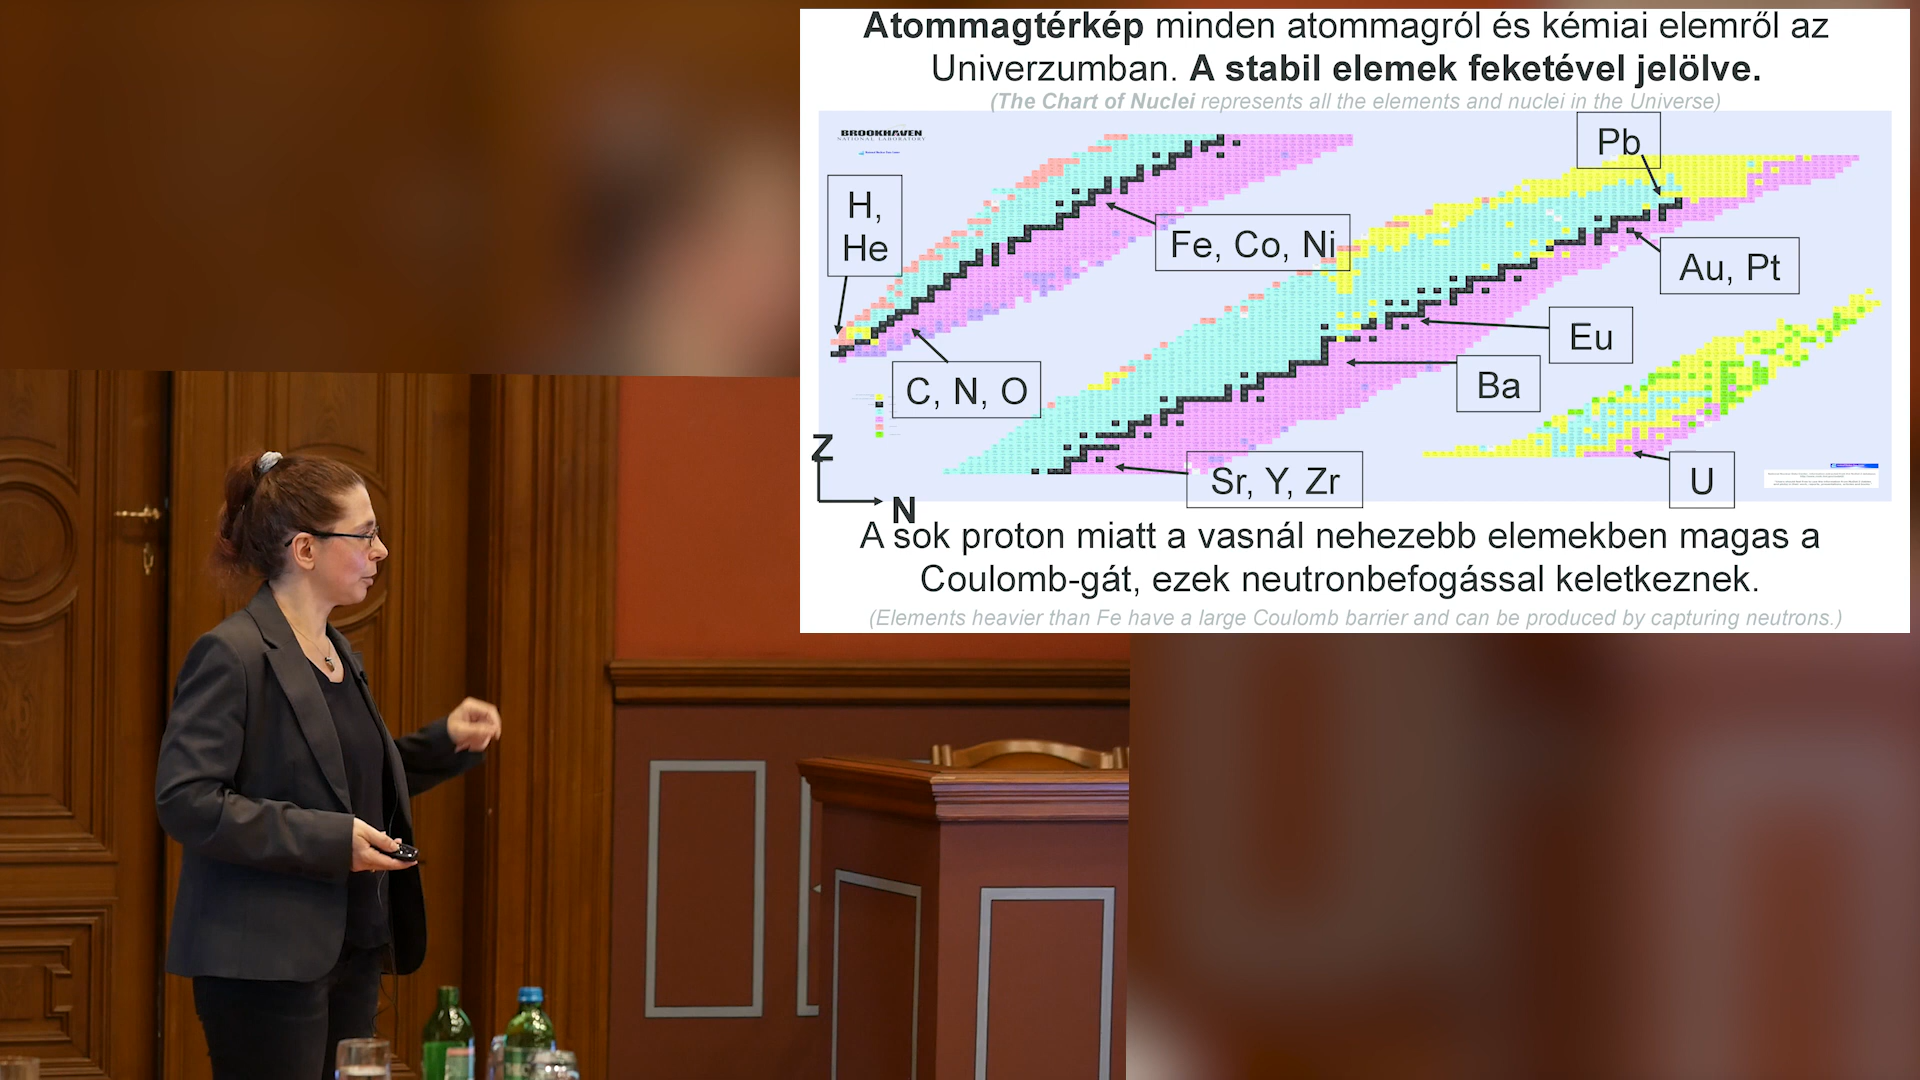 Atommagtérkép minden atommagról és kémiai elemről az
Univerzumban. A stabil elemek feketével jelölve.
(The Chart of Nuclei represents all the elements and nuclei in the Universe)
BROOKHAVEN
NATIONAL LABORATORY
Pb
H,
He
Fe, Co, Ni
Au, Pt
Eu
C, N, O
Ba
Z
Sr, Y, Zr
U
N
A sok proton miatt a vasnál nehezebb elemekben magas a
Coulomb-gát, ezek neutronbefogással keletkeznek.
(Elements heavier than Fe have a large Coulomb barrier and can be produced by capturing neutrons.)